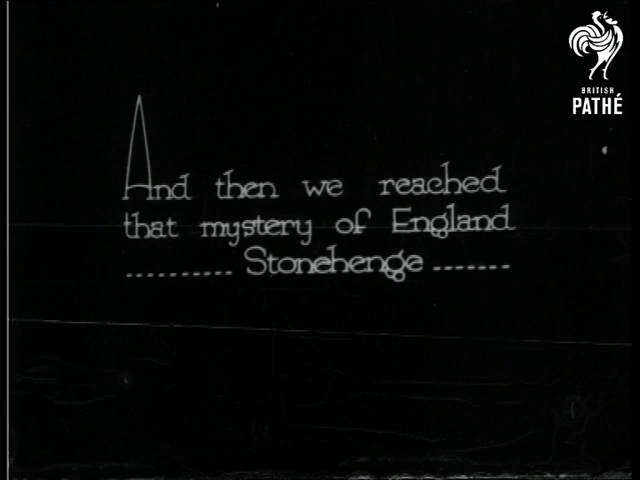 BRITISH
PATHÉ
And then we reached
that mystery of England
.......... Stonehenge .......